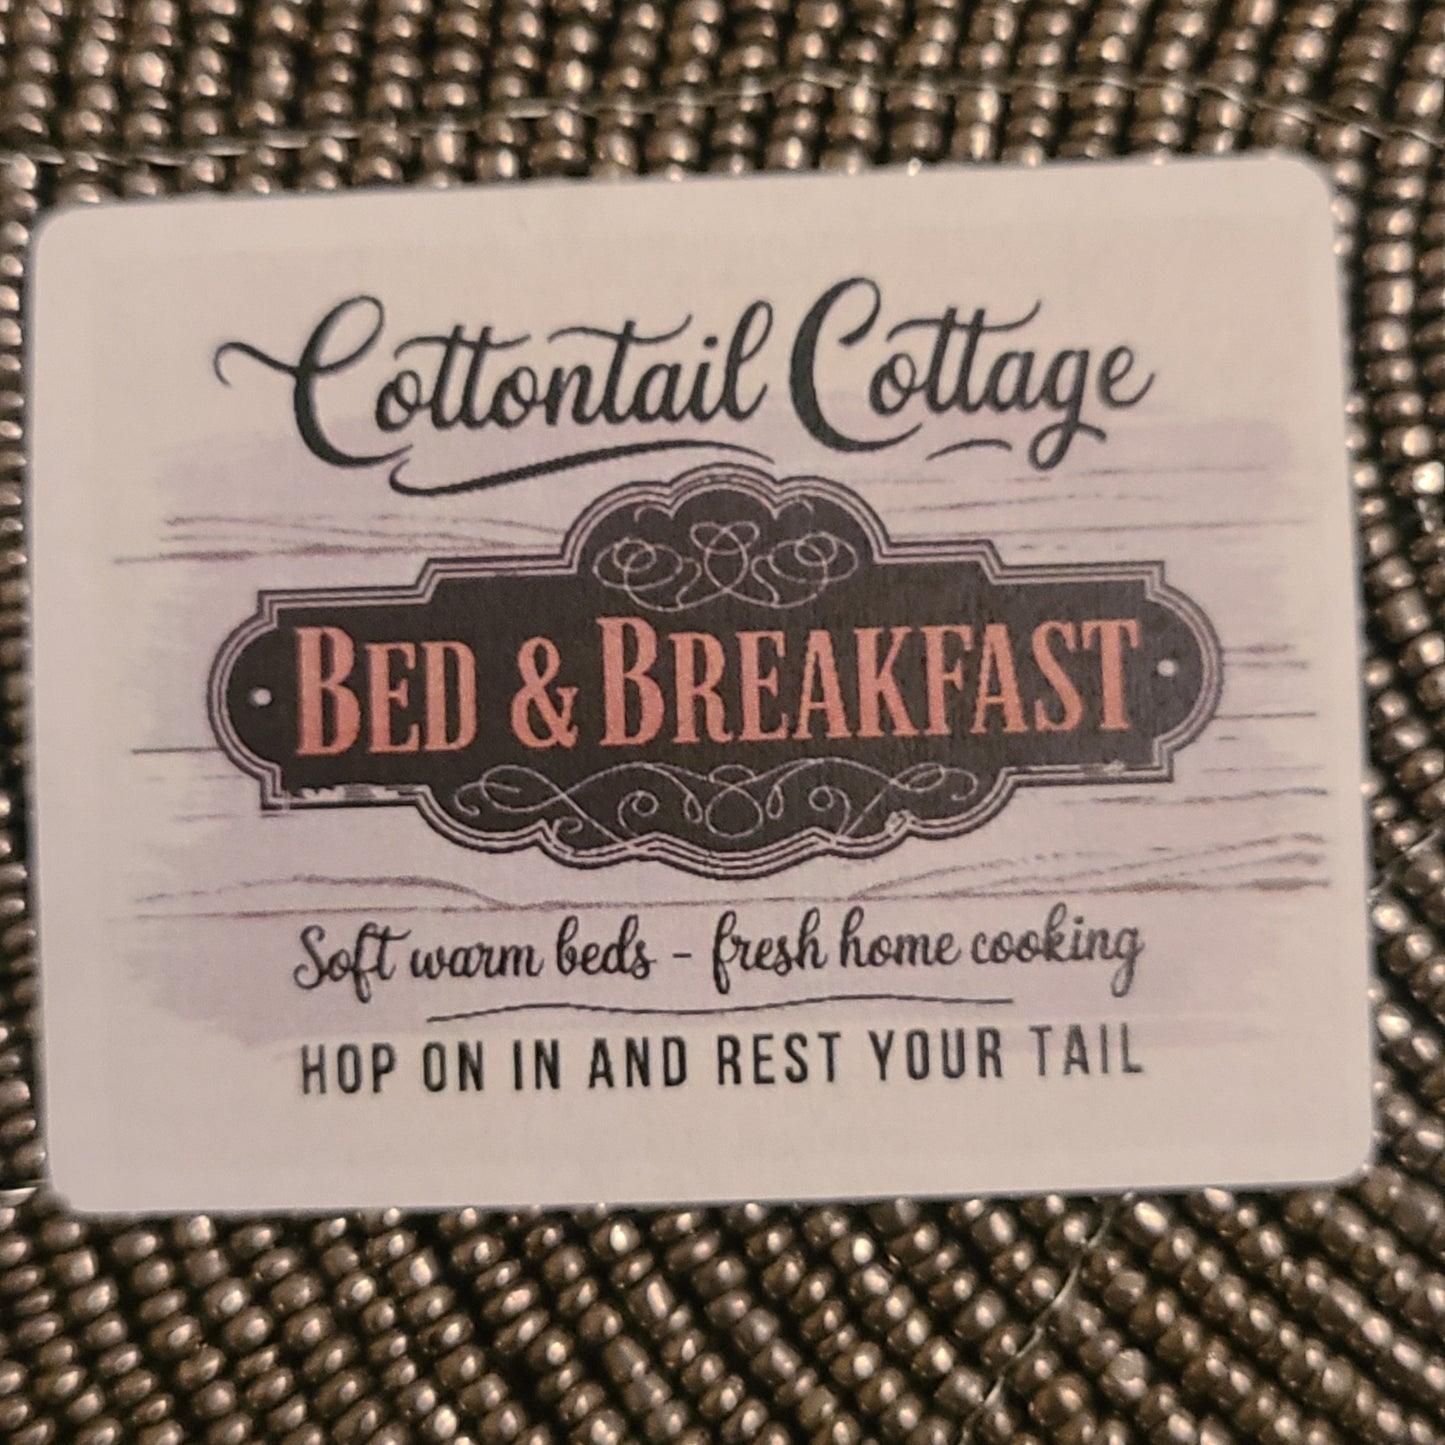 Cottontail Cottage
BED & BREAKFAST
Soft warm beds - fresh home cooking
HOP ON IN AND REST YOUR TAIL